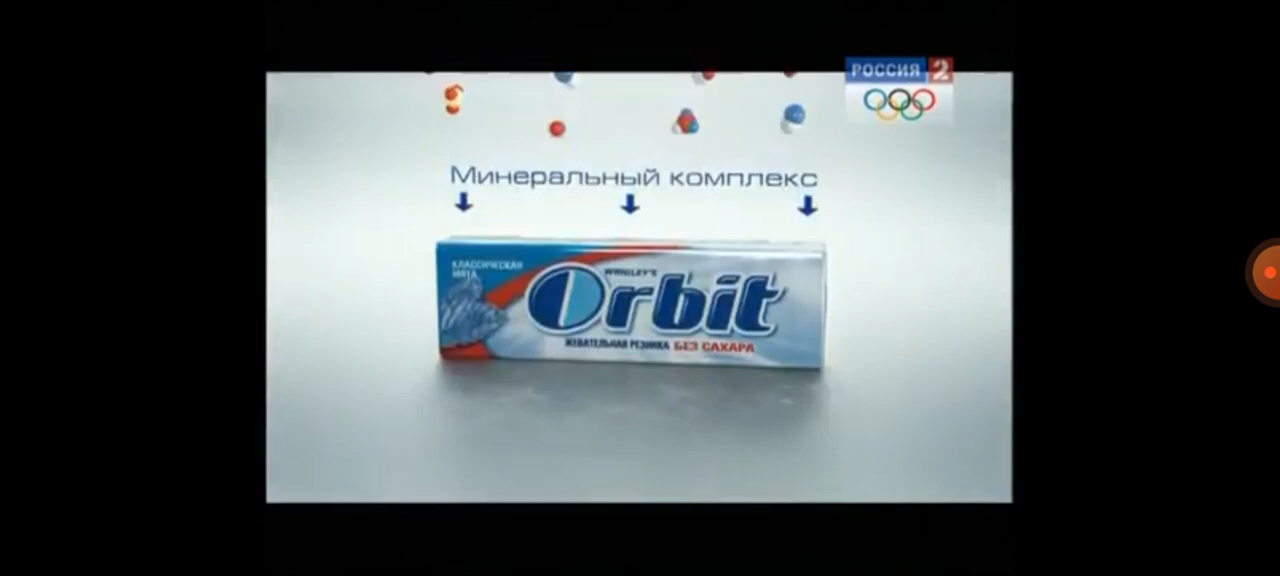 РОССИЯ 2
Минеральный комплекс
КЛАССИЧЕСКАЯ
МЯТА
WRIGLEY'S
Orbit
ЖЕВАТЕЛЬНАЯ РЕЗИНКА БЕЗ САХАРА